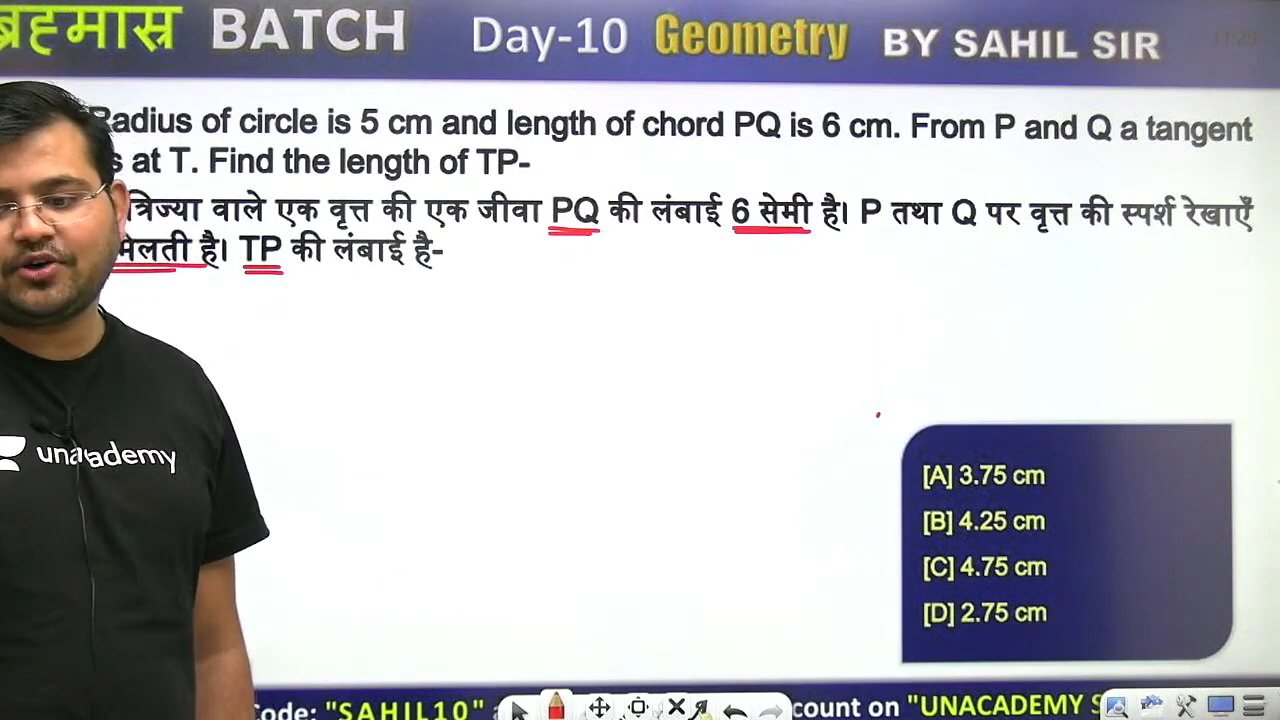 ब्रह्मास्र BATCH Day-10 Geometry BY SAHIL SIR
Radius of circle is 5 cm and length of chord PQ is 6 cm. From P and Q a tangent
at T. Find the length of TP-
त्रिज्या वाले एक वृत्त की एक जीवा PQ की लंबाई 6 सेमी है। P तथा Q पर वृत्त की स्पर्श रेखाएँ
मिलती है। TP की लंबाई है-
unacademy
[A] 3.75 cm
[B] 4.25 cm
[C] 4.75 cm
[D] 2.75 cm
"SAHIL10"
count on "UNACADEMY S